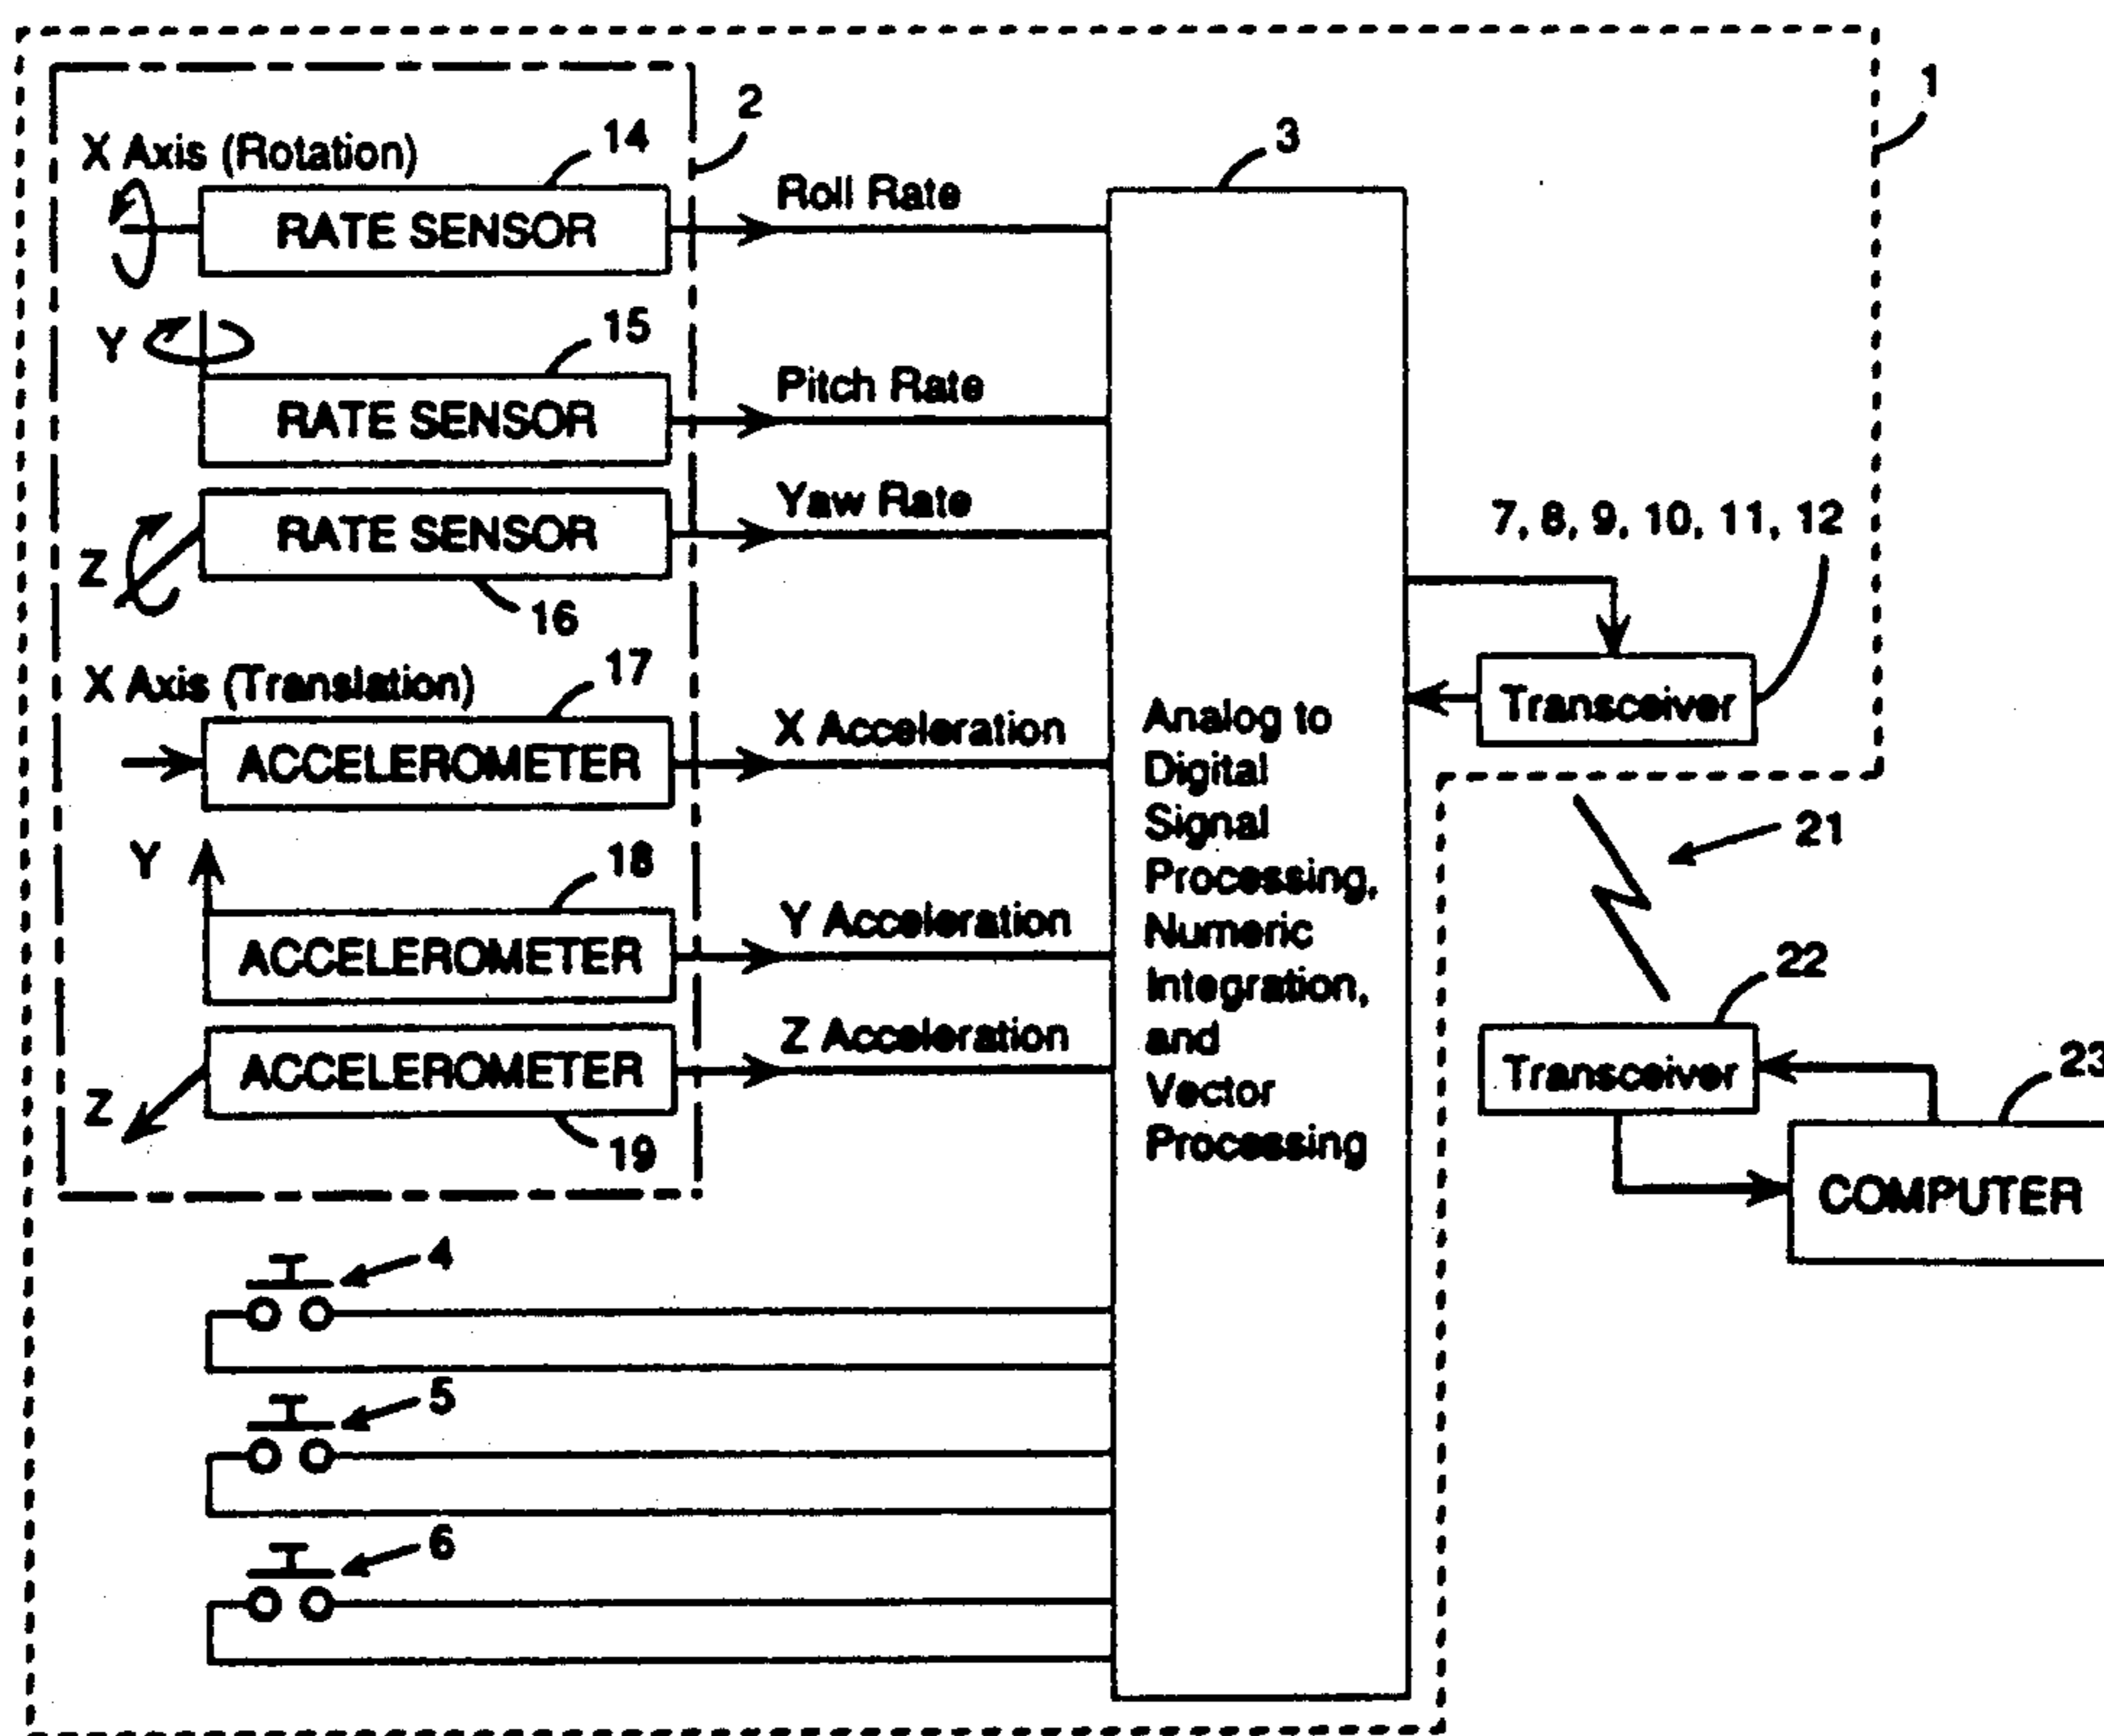 1
2
X Axis (Rotation)
14
3
RATE SENSOR
Roll Rate
Y
15
RATE SENSOR
Pitch Rate
Z
RATE SENSOR
Yaw Rate
16
7, 8, 9, 10, 11, 12
Transceiver
X Axis (Translation)
17
ACCELEROMETER
X Acceleration
Y
18
ACCELEROMETER
Y Acceleration
Z
ACCELEROMETER
Z Acceleration
19
Analog to
Digital
Signal
Processing,
Numeric
Integration,
and
Vector
Processing
21
22
Transceiver
23
COMPUTER
4
5
6